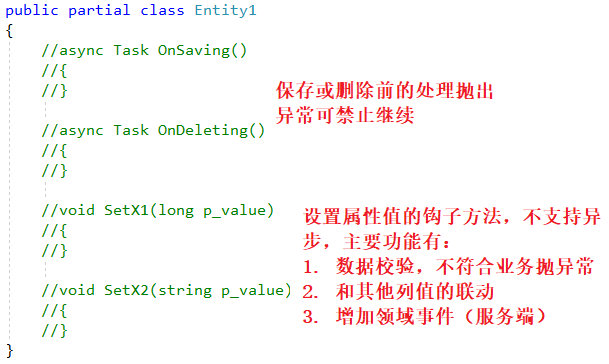 public partial class Entity1
{
//async Task OnSaving()
//{
//}
保存或删除前的处理抛出
异常可禁止继续
//async Task OnDeleting()
//{
//}
//void SetX1(long p_value)
//{
//}
设置属性值的钩子方法，不支持异
步，主要功能有：
1. 数据校验，不符合业务抛异常
2. 和其他列值的联动
3. 增加领域事件（服务端）
//void SetX2(string p_value)
//{
//}
}